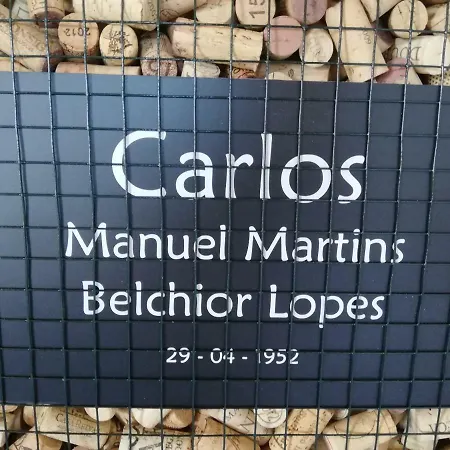 Carlos
Manuel Martins
Belchior Lopes
29 - 04 - 1952